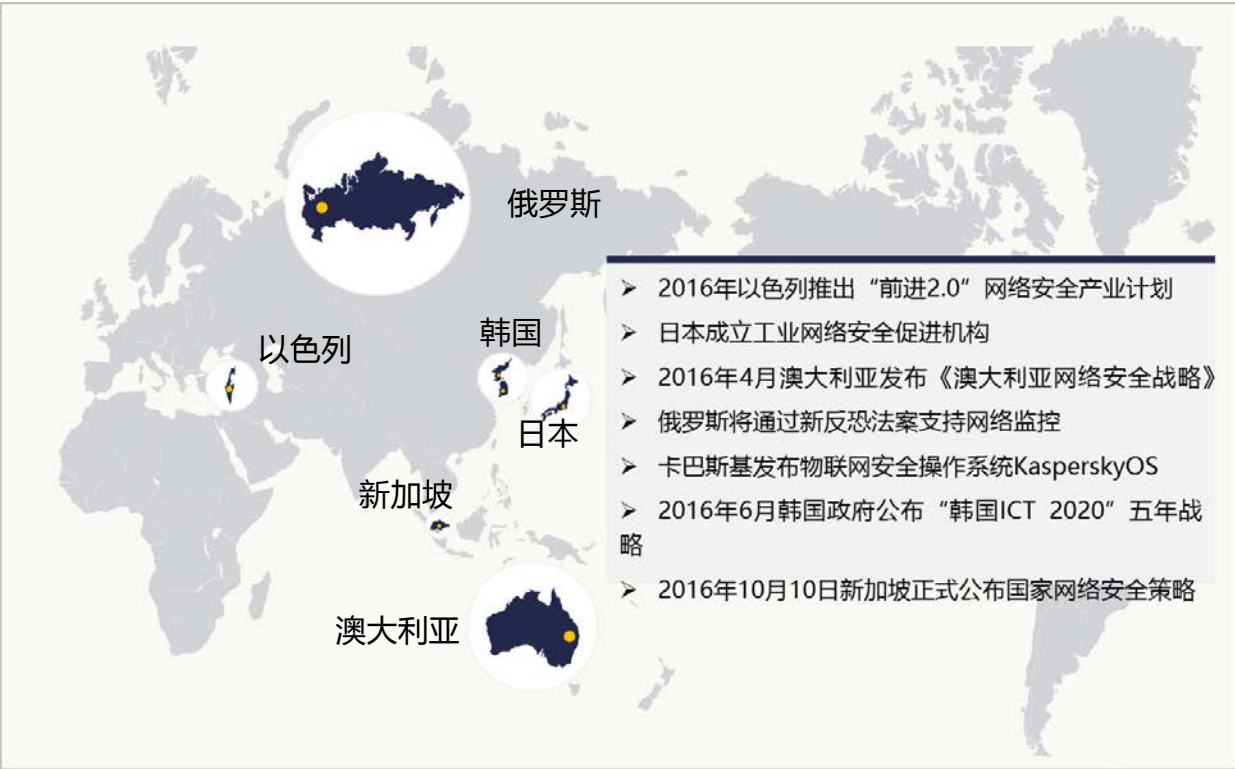 俄罗斯
以色列
韩国
日本
新加坡
澳大利亚
➢ 2016年以色列推出“前进2.0”网络安全产业计划
➢ 日本成立工业网络安全促进机构
➢ 2016年4月澳大利亚发布《澳大利亚网络安全战略》
➢ 俄罗斯将通过新反恐法案支持网络监控
➢ 卡巴斯基发布物联网安全操作系统KasperskyOS
➢ 2016年6月韩国政府公布“韩国ICT 2020”五年战
略
➢ 2016年10月10日新加坡正式公布国家网络安全策略